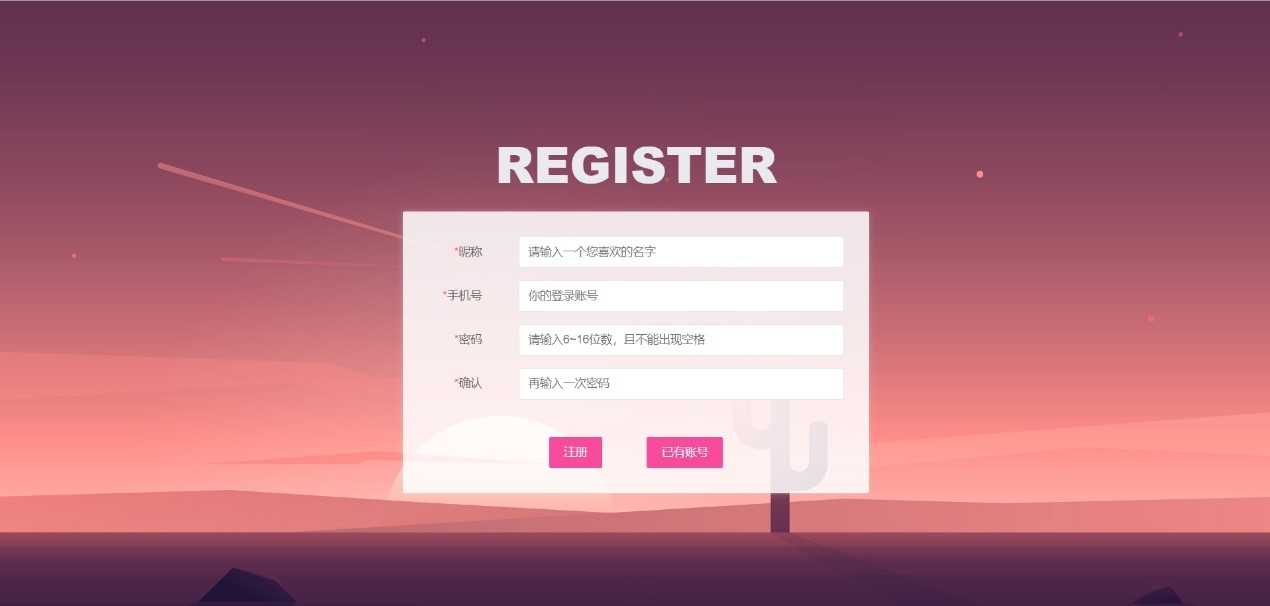 REGISTER
*昵称 请输入一个您喜欢的名字
*手机号 你的登录账号
*密码 请输入6~16位数，且不能出现空格
*确认 再输入一次密码
注册 已有账号